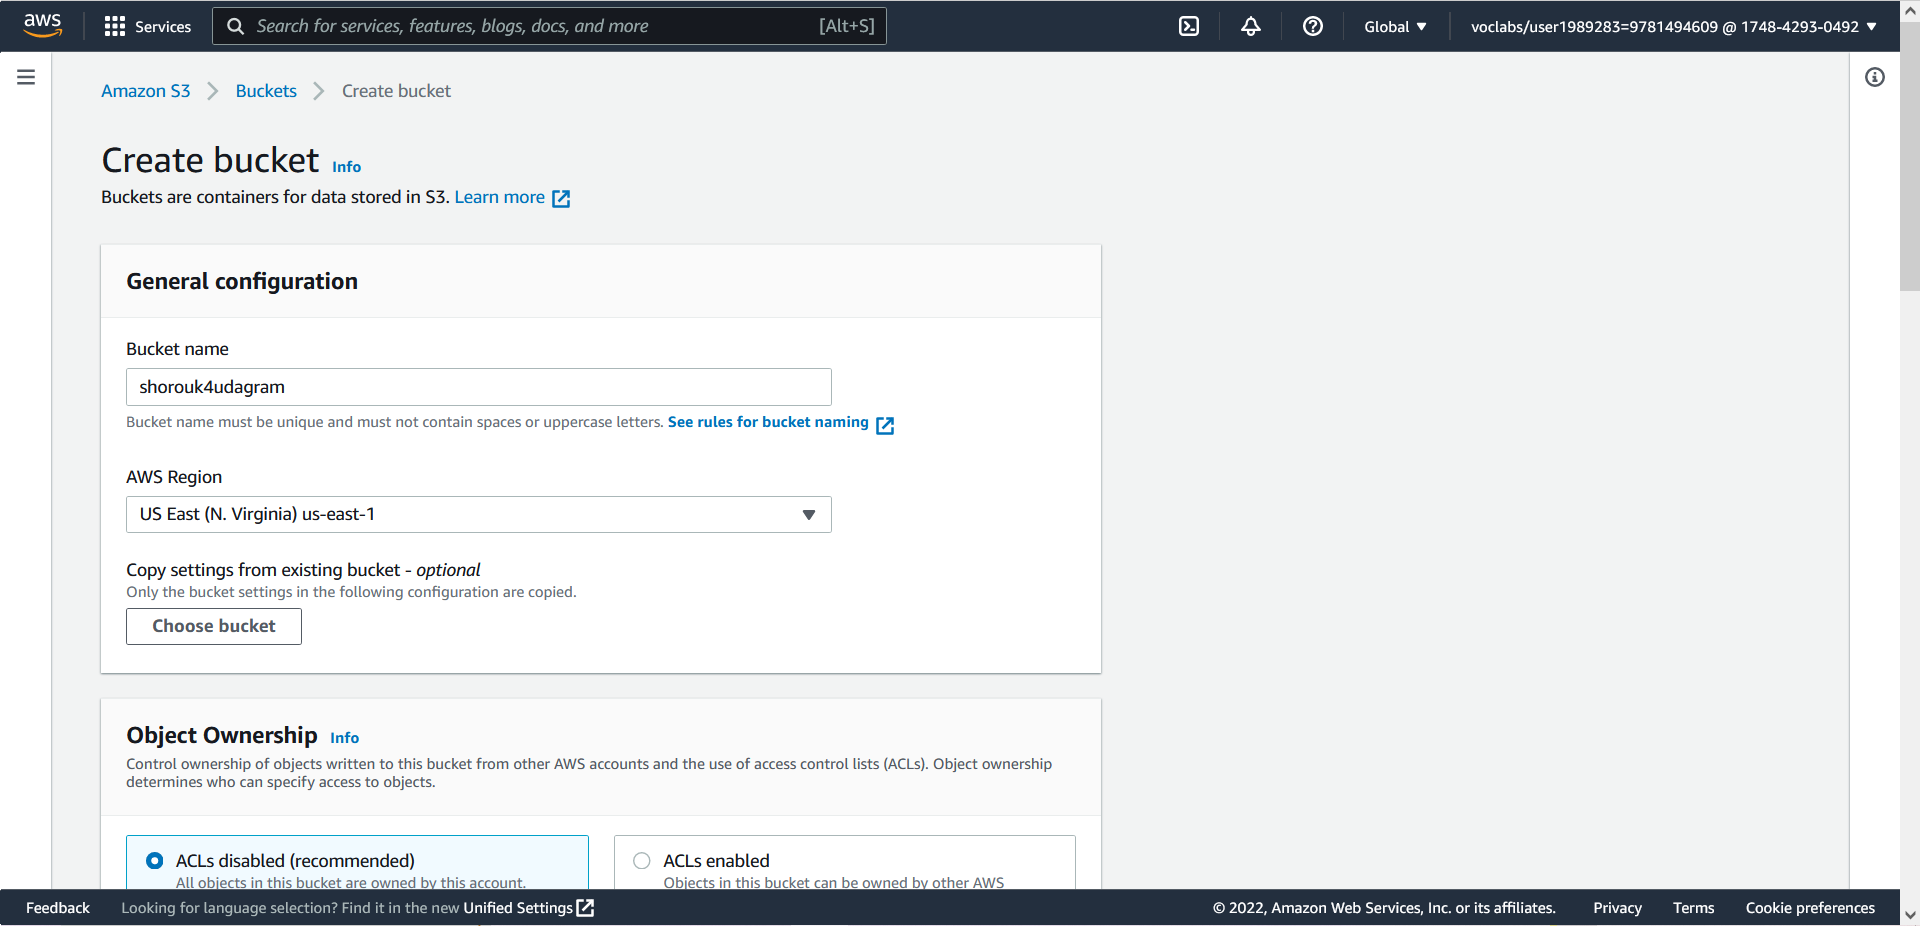 aws
Services
Search for services, features, blogs, docs, and more [Alt+S]
Global
voclabs/user1989283=9781494609 @ 1748-4293-0492
Amazon S3 Buckets Create bucket
Create bucket Info
Buckets are containers for data stored in S3. Learn more
General configuration
Bucket name
shorouk4udagram
Bucket name must be unique and must not contain spaces or uppercase letters. See rules for bucket naming
AWS Region
US East (N. Virginia) us-east-1
Copy settings from existing bucket - optional
Only the bucket settings in the following configuration are copied.
Choose bucket
Object Ownership Info
Control ownership of objects written to this bucket from other AWS accounts and the use of access control lists (ACLs). Object ownership
determines who can specify access to objects.
ACLs disabled (recommended)
All objects in this bucket are owned by this account.
ACLs enabled
Objects in this bucket can be owned by other AWS
Feedback Looking for language selection? Find it in the new Unified Settings
© 2022, Amazon Web Services, Inc. or its affiliates. Privacy Terms Cookie preferences